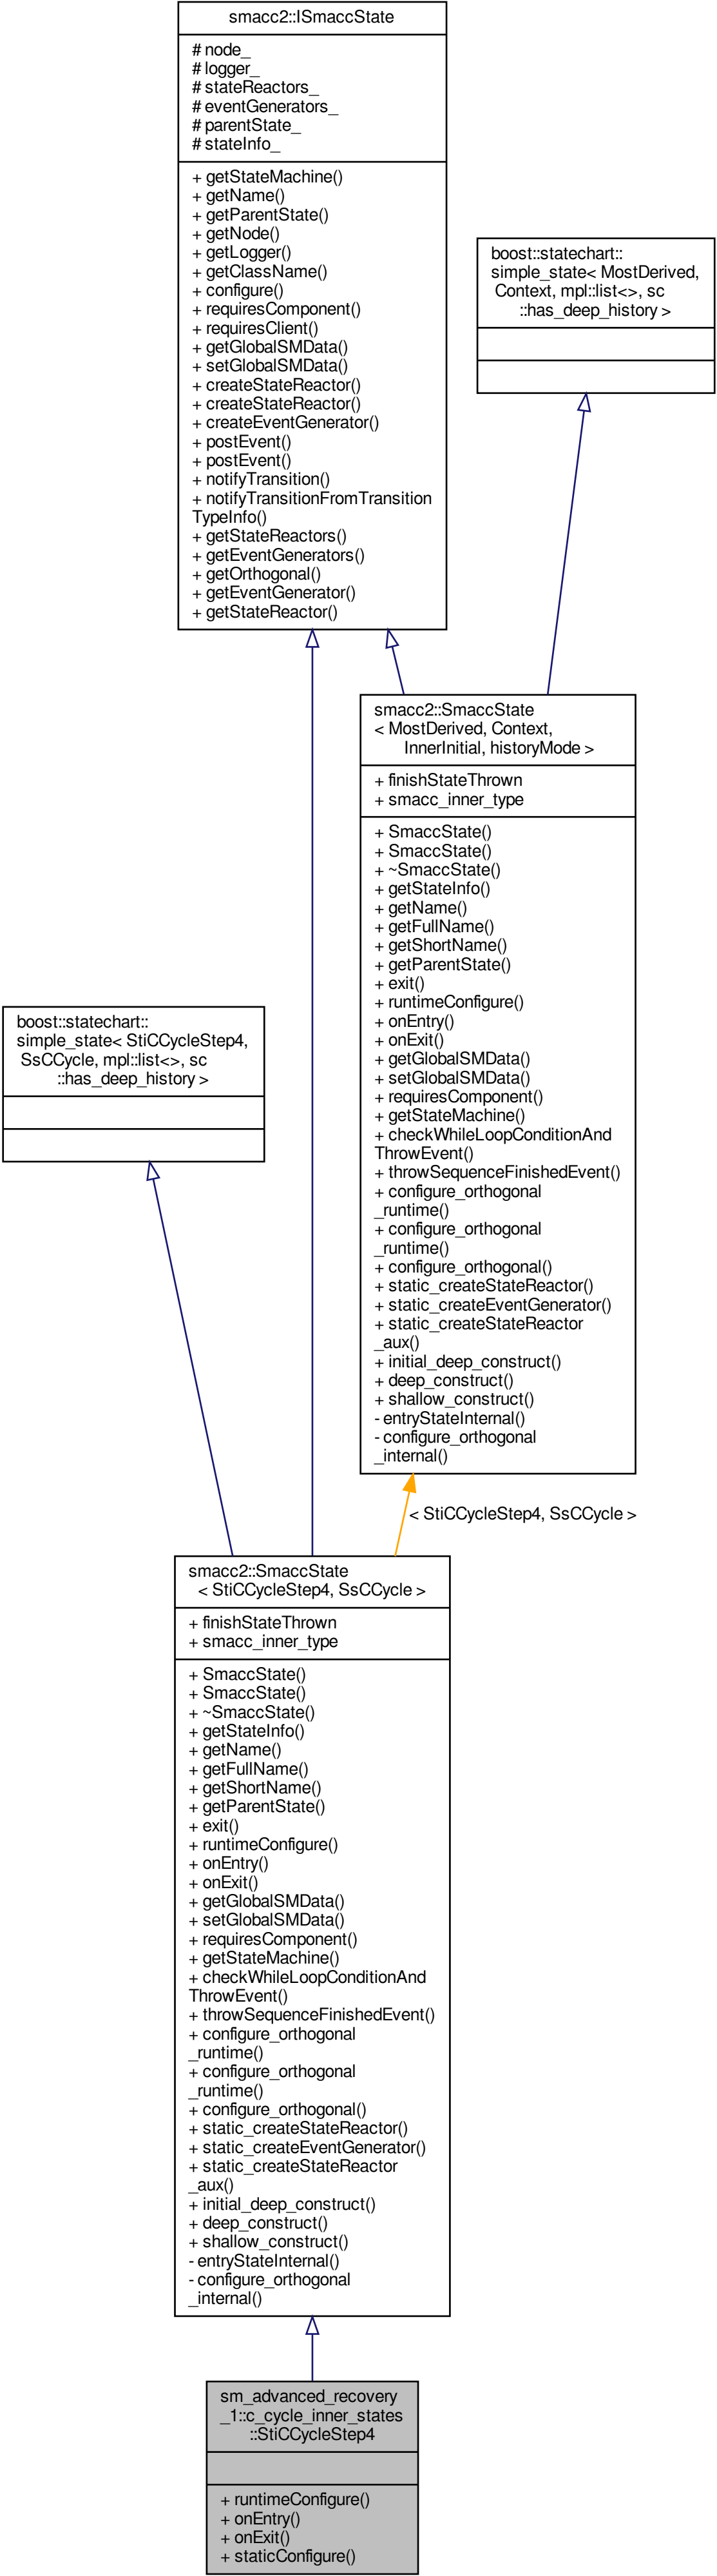 smacc2::ISmaccState
# node_
# logger_
# stateReactors_
# eventGenerators_
# parentState_
# stateInfo_
+ getStateMachine()
+ getName()
+ getParentState()
+ getNode()
+ getLogger()
+ getClassName()
+ configure()
+ requiresComponent()
+ requiresClient()
+ getGlobalSMData()
+ setGlobalSMData()
+ createStateReactor()
+ createStateReactor()
+ createEventGenerator()
+ postEvent()
+ postEvent()
+ notifyTransition()
+ notifyTransitionFromTransition
TypeInfo()
+ getStateReactors()
+ getEventGenerators()
+ getOrthogonal()
+ getEventGenerator()
+ getStateReactor()
boost::statechart::
simple_state< MostDerived,
Context, mpl::list<>, sc
::has_deep_history >
smacc2::SmaccState
< MostDerived, Context,
InnerInitial, historyMode >
+ finishStateThrown
+ smacc_inner_type
+ SmaccState()
+ SmaccState()
+ ~SmaccState()
+ getStateInfo()
+ getName()
+ getFullName()
+ getShortName()
+ getParentState()
+ exit()
+ runtimeConfigure()
+ onEntry()
+ onExit()
+ getGlobalSMData()
+ setGlobalSMData()
+ requiresComponent()
+ getStateMachine()
+ checkWhileLoopConditionAnd
ThrowEvent()
+ throwSequenceFinishedEvent()
+ configure_orthogonal
_runtime()
+ configure_orthogonal
_runtime()
+ configure_orthogonal()
+ static_createStateReactor()
+ static_createEventGenerator()
+ static_createStateReactor
_aux()
+ initial_deep_construct()
+ deep_construct()
+ shallow_construct()
- entryStateInternal()
- configure_orthogonal
_internal()
boost::statechart::
simple_state< StiCCycleStep4,
SsCCycle, mpl::list<>, sc
::has_deep_history >
< StiCCycleStep4, SsCCycle >
smacc2::SmaccState
< StiCCycleStep4, SsCCycle >
+ finishStateThrown
+ smacc_inner_type
+ SmaccState()
+ SmaccState()
+ ~SmaccState()
+ getStateInfo()
+ getName()
+ getFullName()
+ getShortName()
+ getParentState()
+ exit()
+ runtimeConfigure()
+ onEntry()
+ onExit()
+ getGlobalSMData()
+ setGlobalSMData()
+ requiresComponent()
+ getStateMachine()
+ checkWhileLoopConditionAnd
ThrowEvent()
+ throwSequenceFinishedEvent()
+ configure_orthogonal
_runtime()
+ configure_orthogonal
_runtime()
+ configure_orthogonal()
+ static_createStateReactor()
+ static_createEventGenerator()
+ static_createStateReactor
_aux()
+ initial_deep_construct()
+ deep_construct()
+ shallow_construct()
- entryStateInternal()
- configure_orthogonal
_internal()
sm_advanced_recovery
_1::c_cycle_inner_states
::StiCCycleStep4
+ runtimeConfigure()
+ onEntry()
+ onExit()
+ staticConfigure()